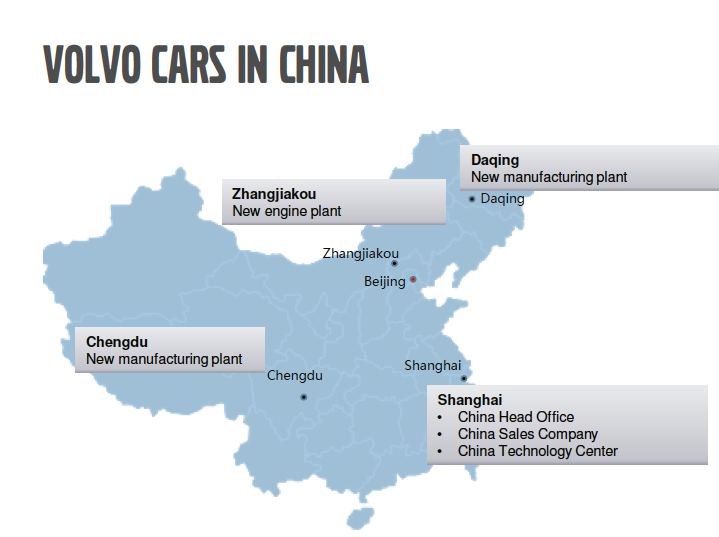 VOLVO CARS IN CHINA
Daqing
New manufacturing plant
Zhangjiakou
New engine plant
Daqing
Zhangjiakou
Beijing
Chengdu
New manufacturing plant
Chengdu
Shanghai
Shanghai
• China Head Office
• China Sales Company
• China Technology Center